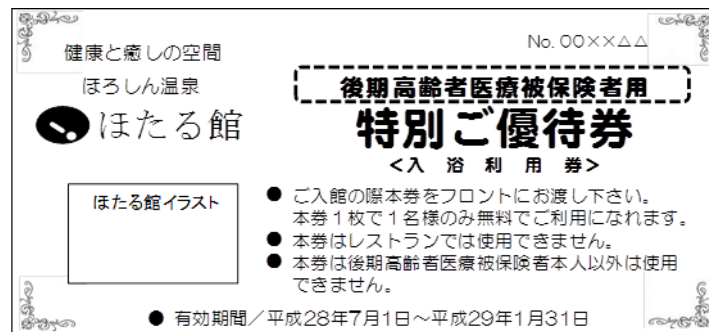 No. 00××△△
健康と癒しの空間
ほろしん温泉
ほたる館
後期高齢者医療被保険者用
特別ご優待券
<入浴利用券>
ほたる館イラスト
● ご入館の際本券をフロントにお渡し下さい。
本券１枚で１名様のみ無料でご利用になれます。
● 本券はレストランでは使用できません。
● 本券は後期高齢者医療被保険者本人以外は使用
できません。
● 有効期間／平成28年7月1日～平成29年1月31日